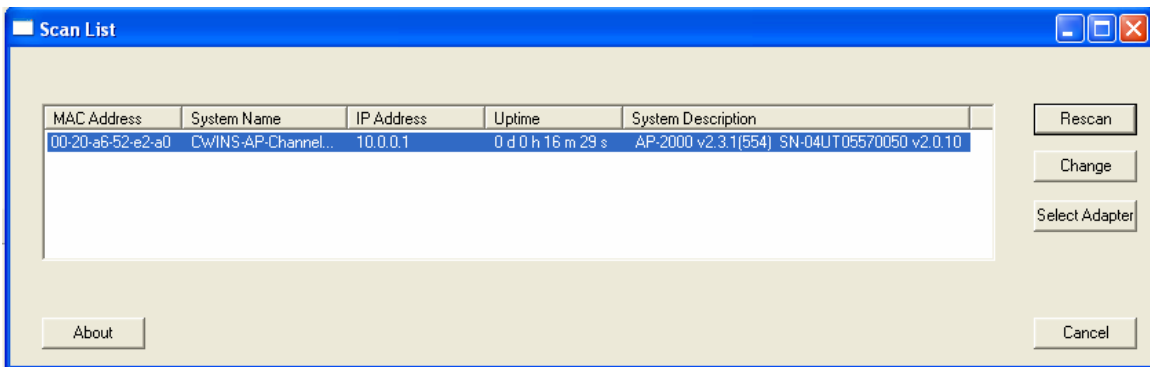 Scan List
MAC Address System Name IP Address Uptime System Description
00-20-a6-52-e2-a0 CWINS-AP-Channel... 10.0.0.1 0 d 0 h 16 m 29 s AP-2000 v2.3.1(554) SN-04UT05570050 v2.0.10
Rescan
Change
Select Adapter
About
Cancel